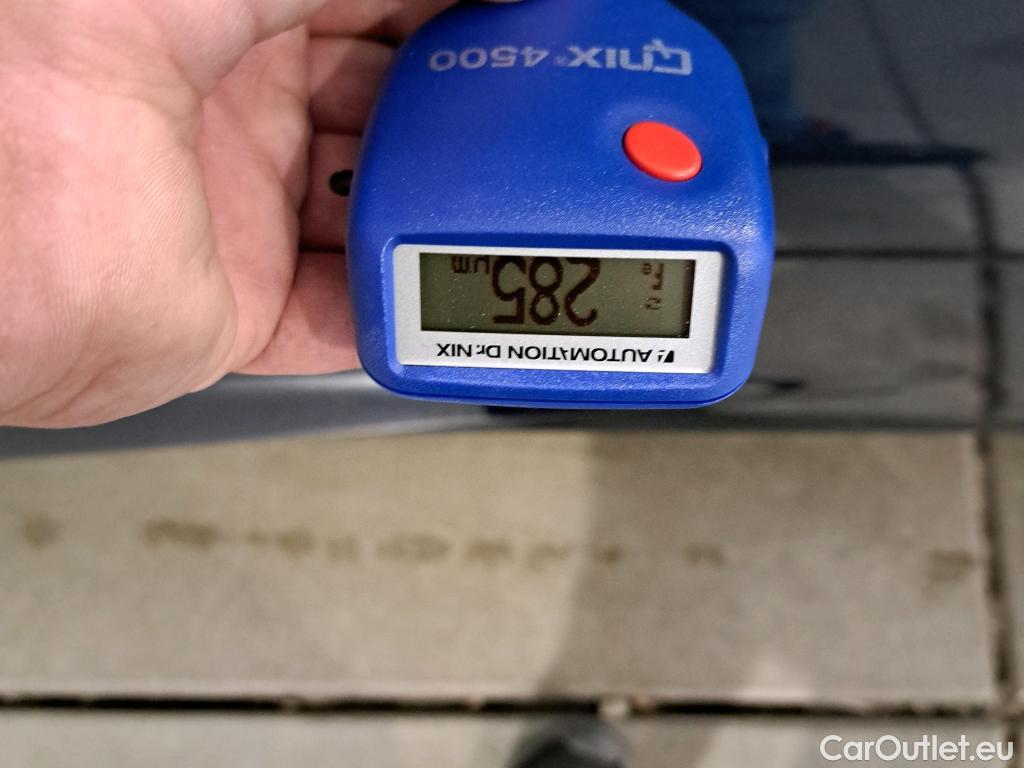 QNIX® 4500
Fe 285 µm
AUTOMATION Dr. NIX
CarOutlet.eu